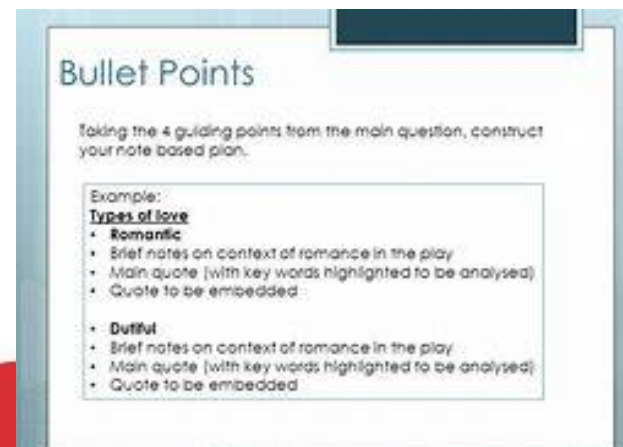 Bullet Points
Taking the 4 guiding points from the main question, construct
your note based plan.
Example:
Types of love
• Romantic
• Brief notes on context of romance in the play
• Main quote (with key words highlighted to be analysed)
• Quote to be embedded
• Dutiful
• Brief notes on context of romance in the play
• Main quote (with key words highlighted to be analysed)
• Quote to be embedded